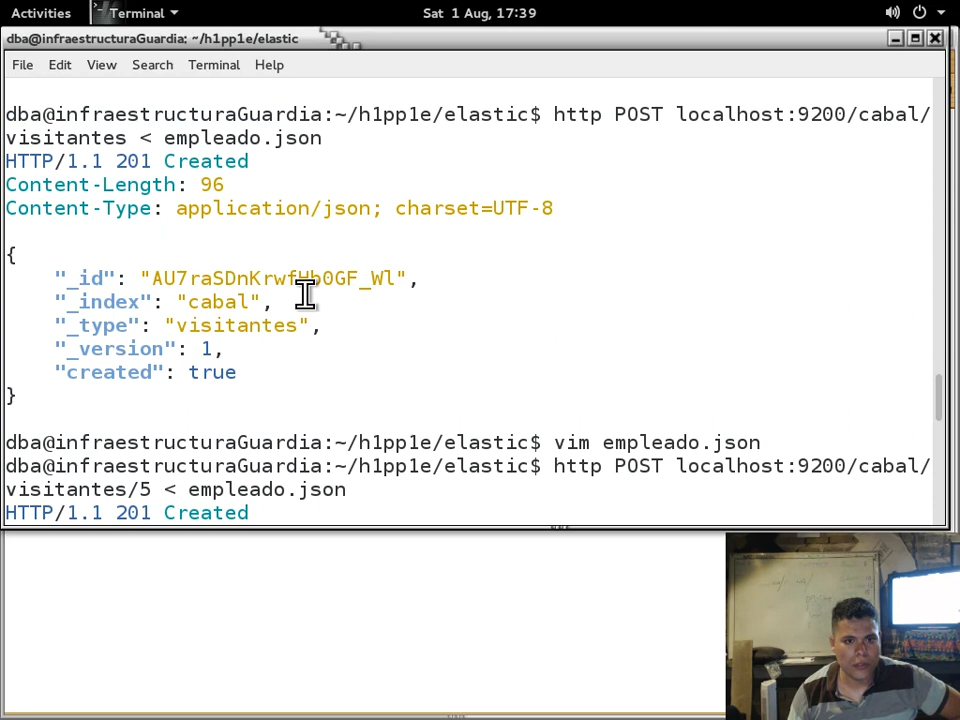 Activities Terminal Sat 1 Aug, 17:39
dba@infraestructuraGuardia: ~/h1pp1e/elastic
File Edit View Search Terminal Help
dba@infraestructuraGuardia:~/h1pp1e/elastic$ http POST localhost:9200/cabal/
visitantes < empleado.json
HTTP/1.1 201 Created
Content-Length: 96
Content-Type: application/json; charset=UTF-8
{
"_id": "AU7raSDnKrwfHb0GF_Wl",
"_index": "cabal",
"_type": "visitantes",
"_version": 1,
"created": true
}
dba@infraestructuraGuardia:~/h1pp1e/elastic$ vim empleado.json
dba@infraestructuraGuardia:~/h1pp1e/elastic$ http POST localhost:9200/cabal/
visitantes/5 < empleado.json
HTTP/1.1 201 Created